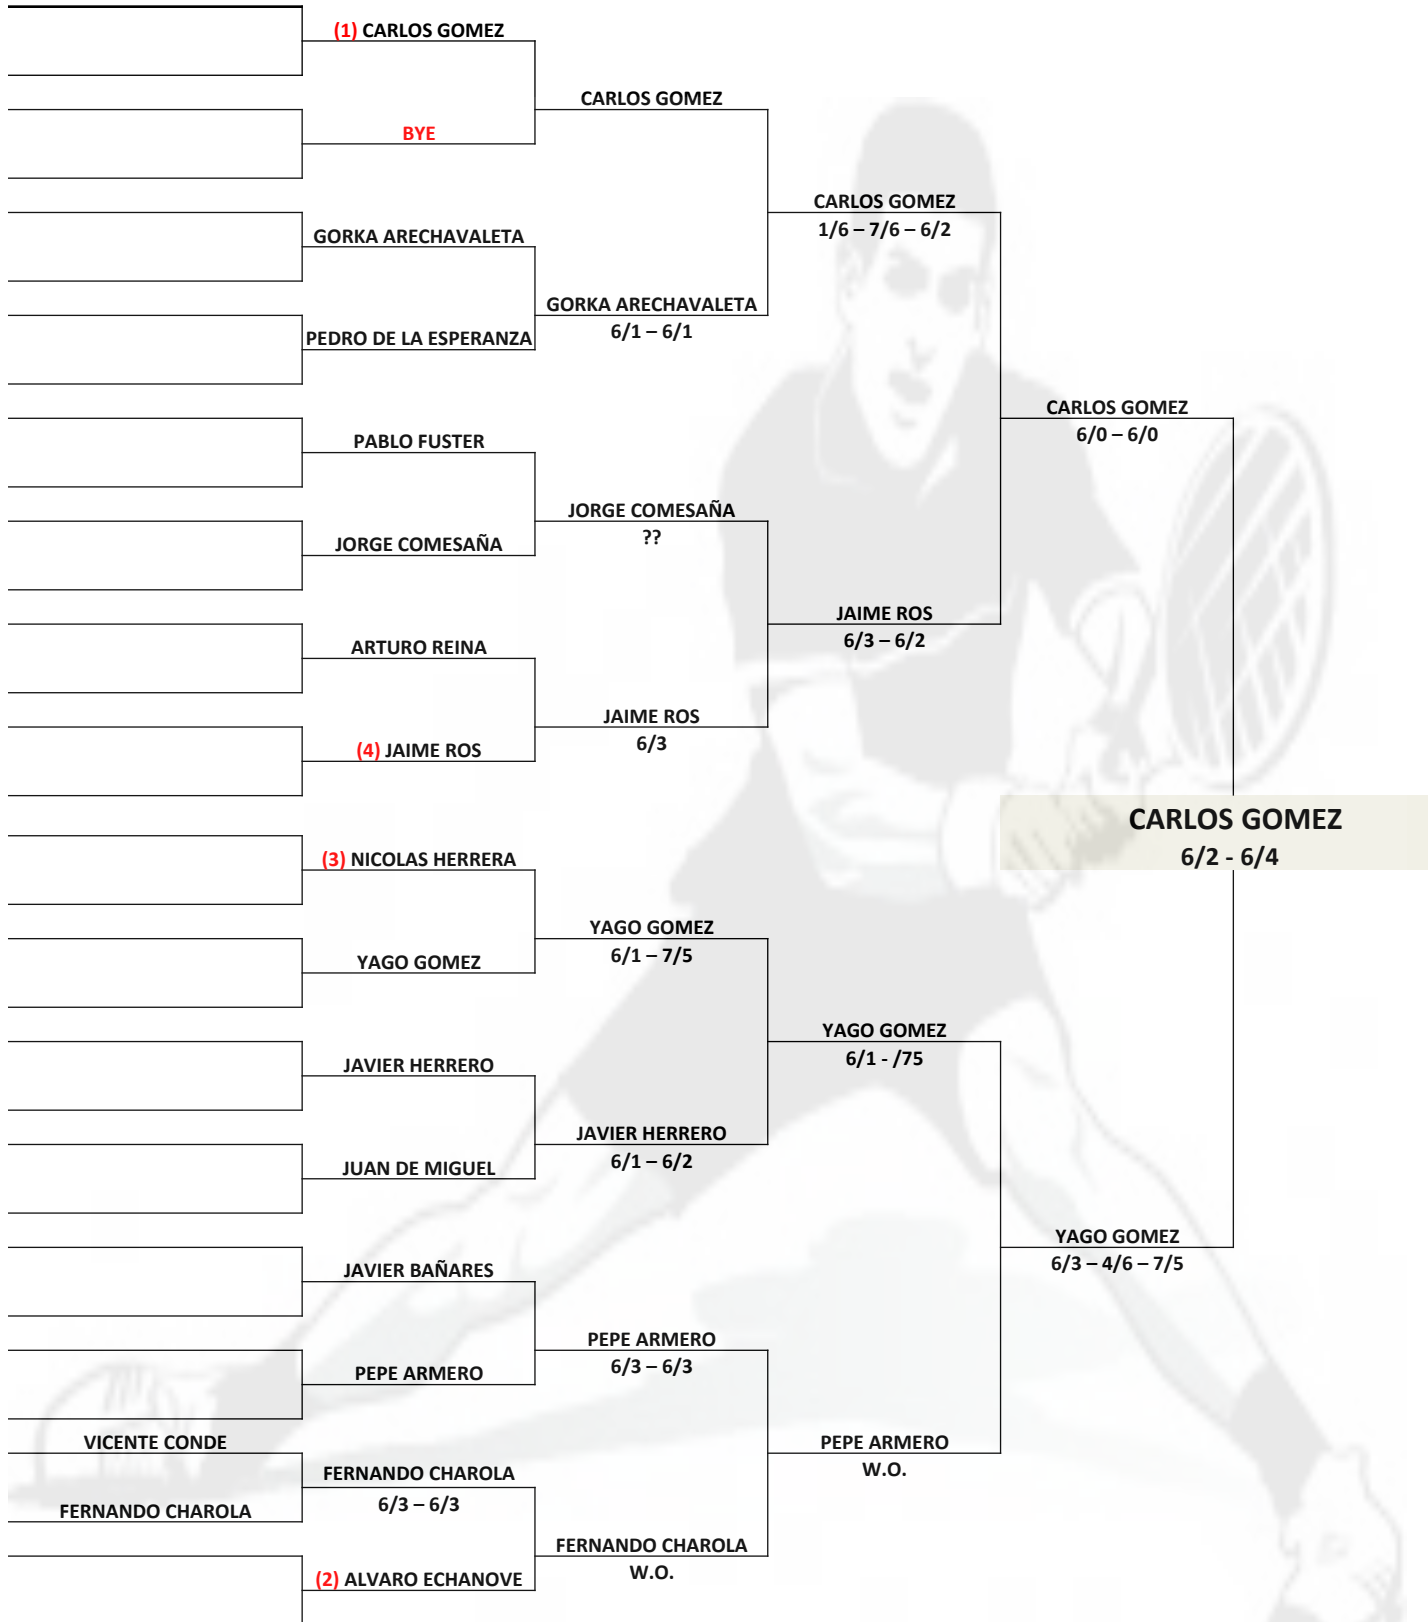 (1) CARLOS GOMEZ
CARLOS GOMEZ
BYE
CARLOS GOMEZ
1/6 – 7/6 – 6/2
GORKA ARECHAVALETA
GORKA ARECHAVALETA
6/1 – 6/1
PEDRO DE LA ESPERANZA
CARLOS GOMEZ
6/0 – 6/0
PABLO FUSTER
JORGE COMESAÑA
??
JORGE COMESAÑA
JAIME ROS
6/3 – 6/2
ARTURO REINA
JAIME ROS
6/3
(4) JAIME ROS
CARLOS GOMEZ
6/2 - 6/4
(3) NICOLAS HERRERA
YAGO GOMEZ
6/1 – 7/5
YAGO GOMEZ
YAGO GOMEZ
6/1 - /75
JAVIER HERRERO
JAVIER HERRERO
6/1 – 6/2
JUAN DE MIGUEL
YAGO GOMEZ
6/3 – 4/6 – 7/5
JAVIER BAÑARES
PEPE ARMERO
6/3 – 6/3
PEPE ARMERO
PEPE ARMERO
W.O.
VICENTE CONDE
FERNANDO CHAROLA
6/3 – 6/3
FERNANDO CHAROLA
FERNANDO CHAROLA
W.O.
(2) ALVARO ECHANOVE